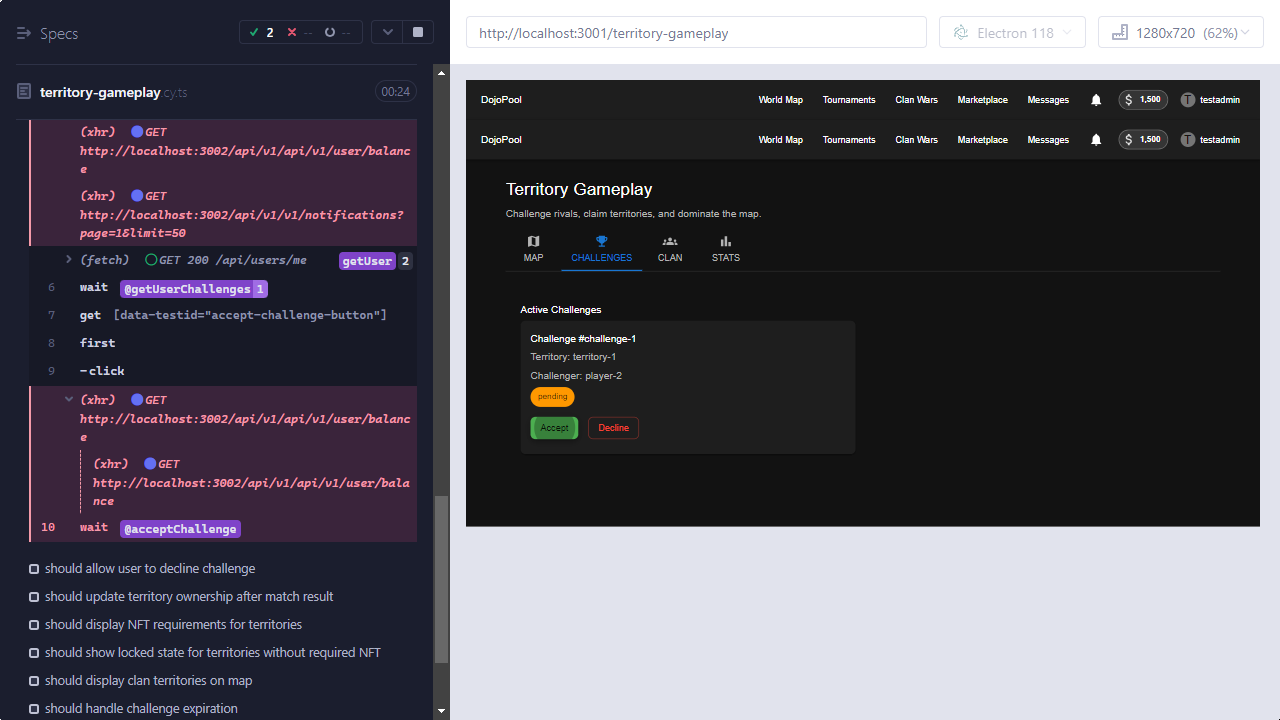 Specs
2
--
--
territory-gameplay.cy.ts
00:24
(xhr) GET
http://localhost:3002/api/v1/api/v1/user/balanc
e
(xhr) GET
http://localhost:3002/api/v1/v1/notifications?
page=1&limit=50
(fetch) GET 200 /api/users/me getUser 2
6 wait @getUserChallenges 1
7 get [data-testid="accept-challenge-button"]
8 first
9 -click
(xhr) GET
http://localhost:3002/api/v1/api/v1/user/balanc
e
(xhr) GET
http://localhost:3002/api/v1/api/v1/user/bala
nce
10 wait @acceptChallenge
should allow user to decline challenge
should update territory ownership after match result
should display NFT requirements for territories
should show locked state for territories without required NFT
should display clan territories on map
should handle challenge expiration
http://localhost:3001/territory-gameplay
Electron 118
1280x720 (62%)
DojoPool World Map Tournaments Clan Wars Marketplace Messages $ 1,500 T testadmin
DojoPool World Map Tournaments Clan Wars Marketplace Messages $ 1,500 T testadmin
Territory Gameplay
Challenge rivals, claim territories, and dominate the map.
MAP CHALLENGES CLAN STATS
Active Challenges
Challenge #challenge-1
Territory: territory-1
Challenger: player-2
pending
Accept Decline